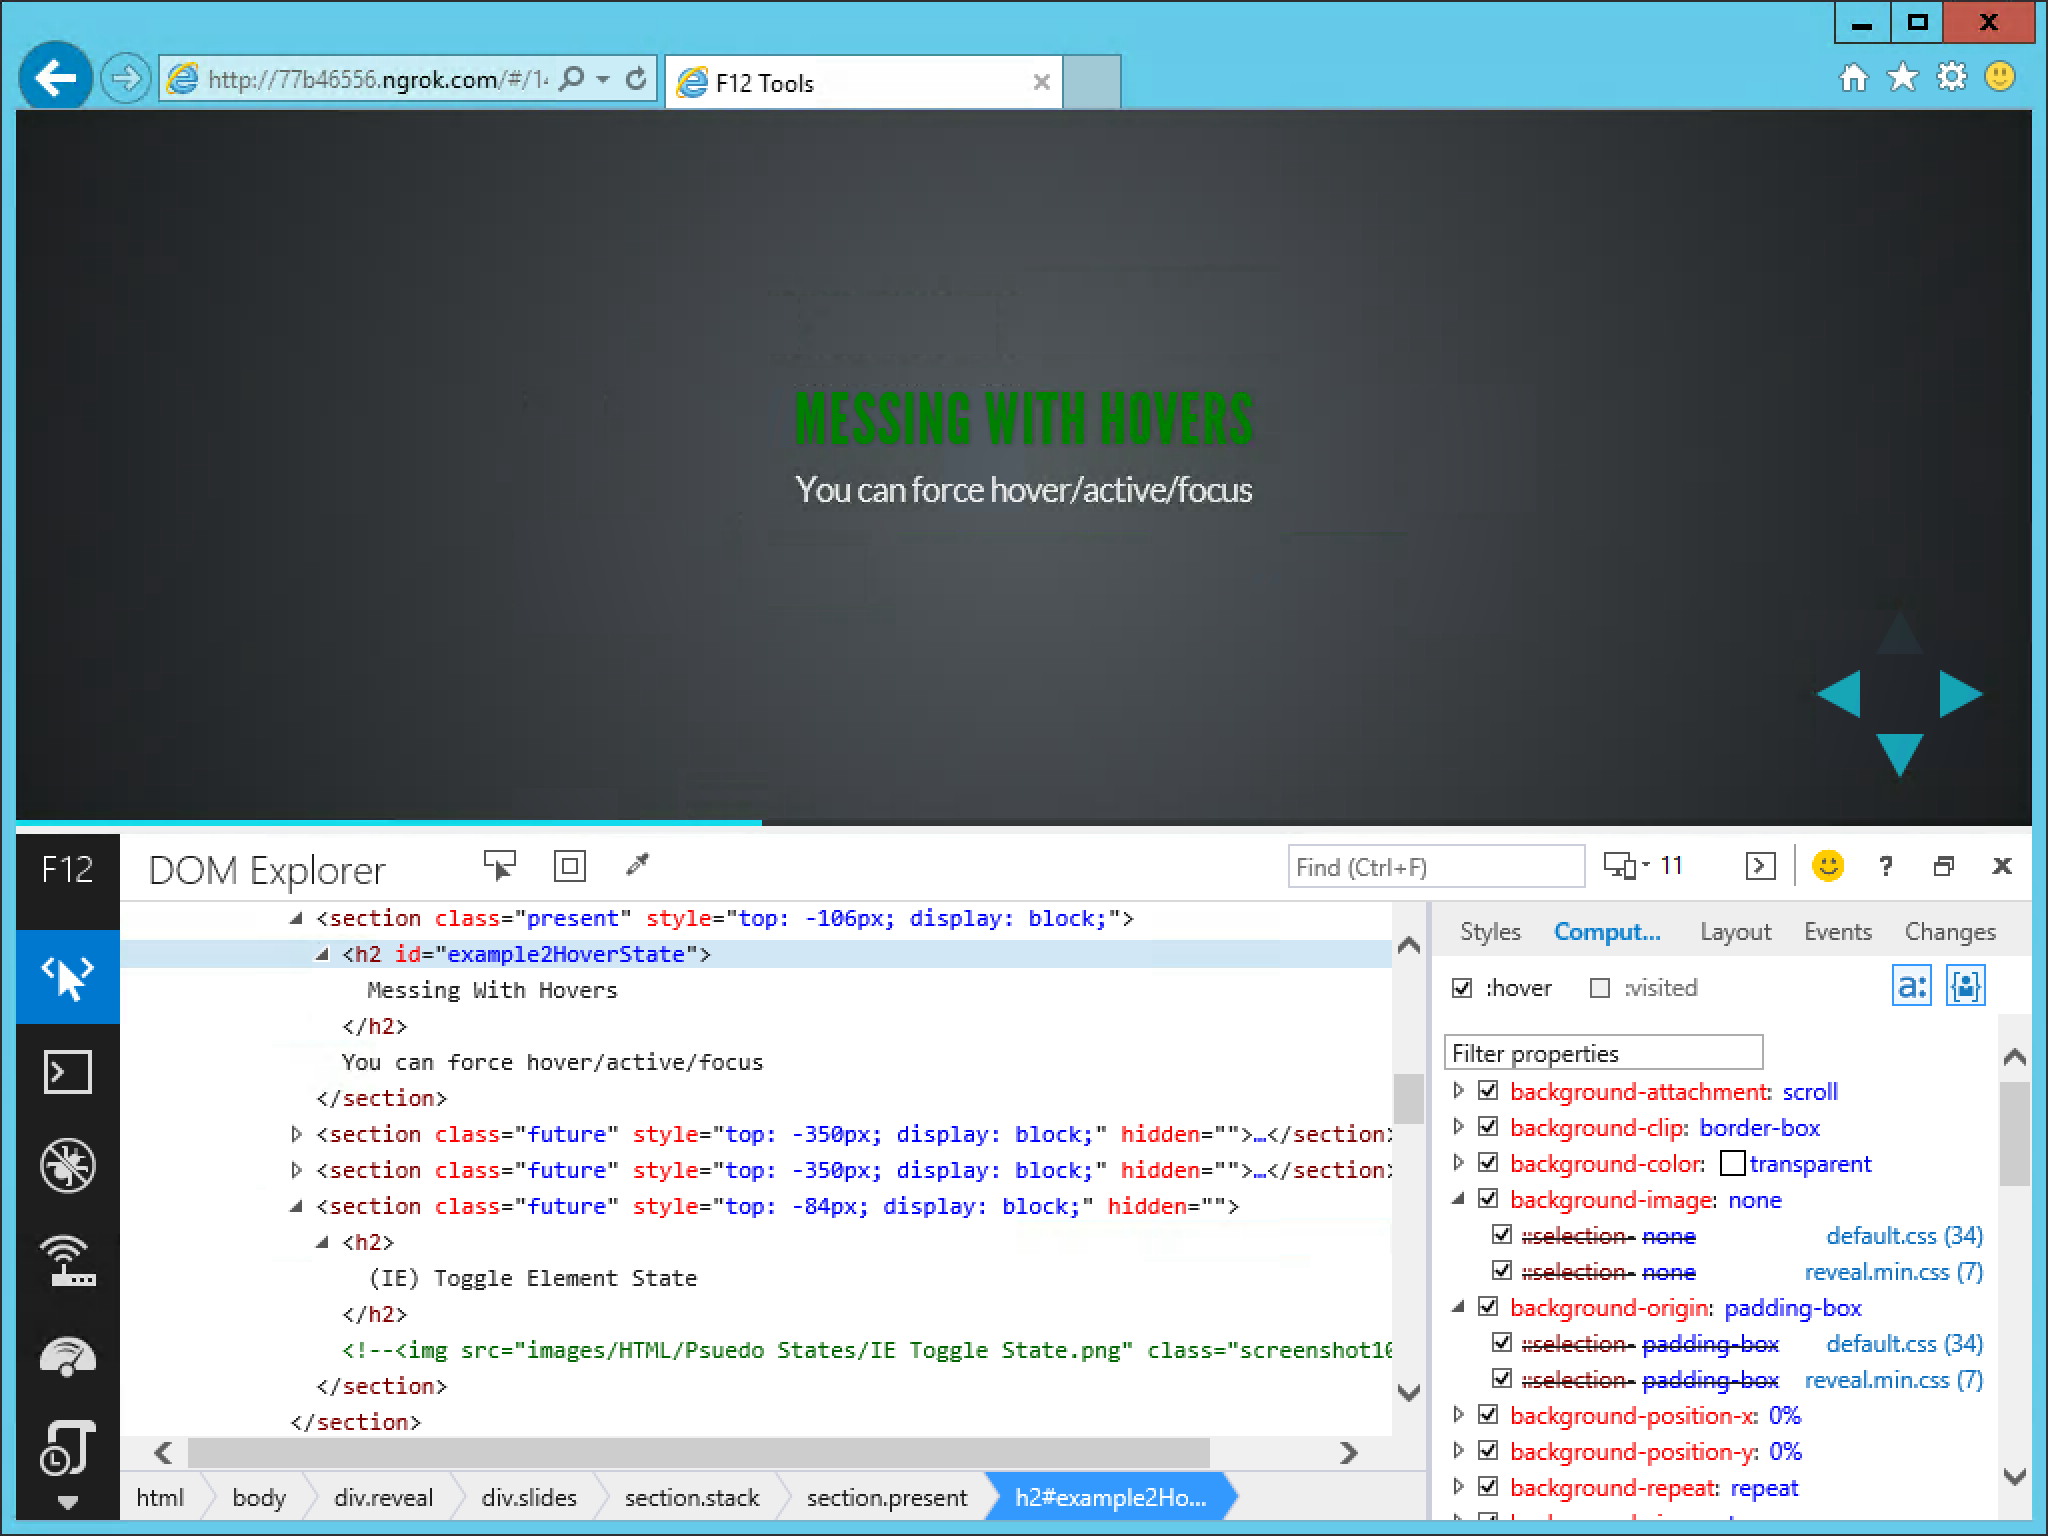 http://77b46556.ngrok.com/#/1
F12 Tools
MESSING WITH HOVERS
You can force hover/active/focus
F12
DOM Explorer
Find (Ctrl+F)
11
?
<section class="present" style="top: -106px; display: block;">
<h2 id="example2HoverState">
Messing With Hovers
</h2>
You can force hover/active/focus
</section>
<section class="future" style="top: -350px; display: block;" hidden="">…</section>
<section class="future" style="top: -350px; display: block;" hidden="">…</section>
<section class="future" style="top: -84px; display: block;" hidden="">
<h2>
(IE) Toggle Element State
</h2>
<!--<img src="images/HTML/Psuedo States/IE Toggle State.png" class="screenshot10
</section>
</section>
html
body
div.reveal
div.slides
section.stack
section.present
h2#example2Ho...
Styles
Comput...
Layout
Events
Changes
:hover
:visited
a:
Filter properties
background-attachment: scroll
background-clip: border-box
background-color: transparent
background-image: none
::selection- none default.css (34)
::selection- none reveal.min.css (7)
background-origin: padding-box
::selection- padding-box default.css (34)
::selection- padding-box reveal.min.css (7)
background-position-x: 0%
background-position-y: 0%
background-repeat: repeat